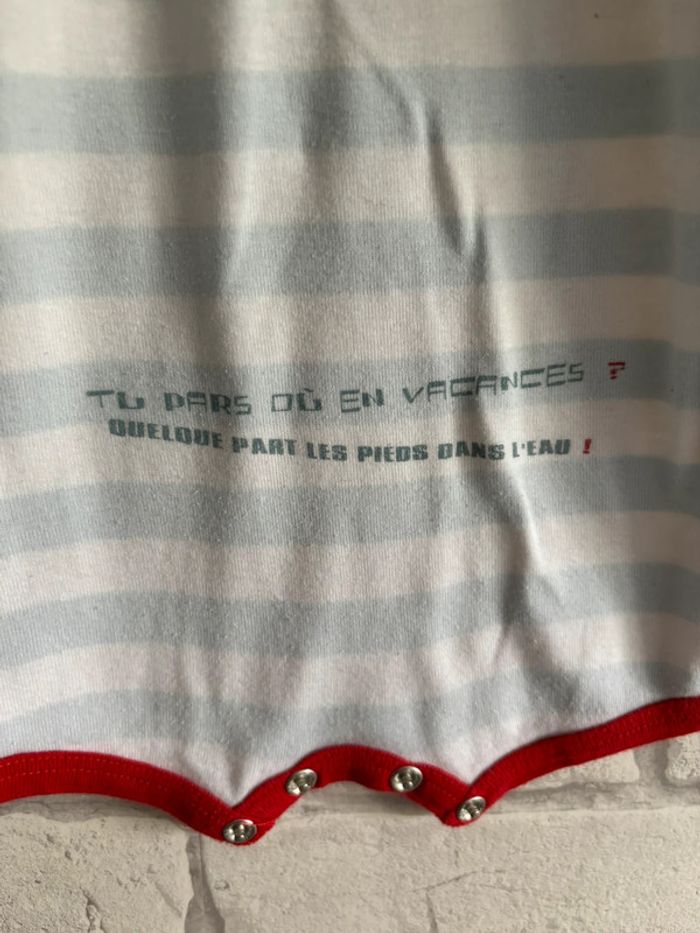 TU PARS OÙ EN VACANCES ?
QUELQUE PART LES PIEDS DANS L'EAU !